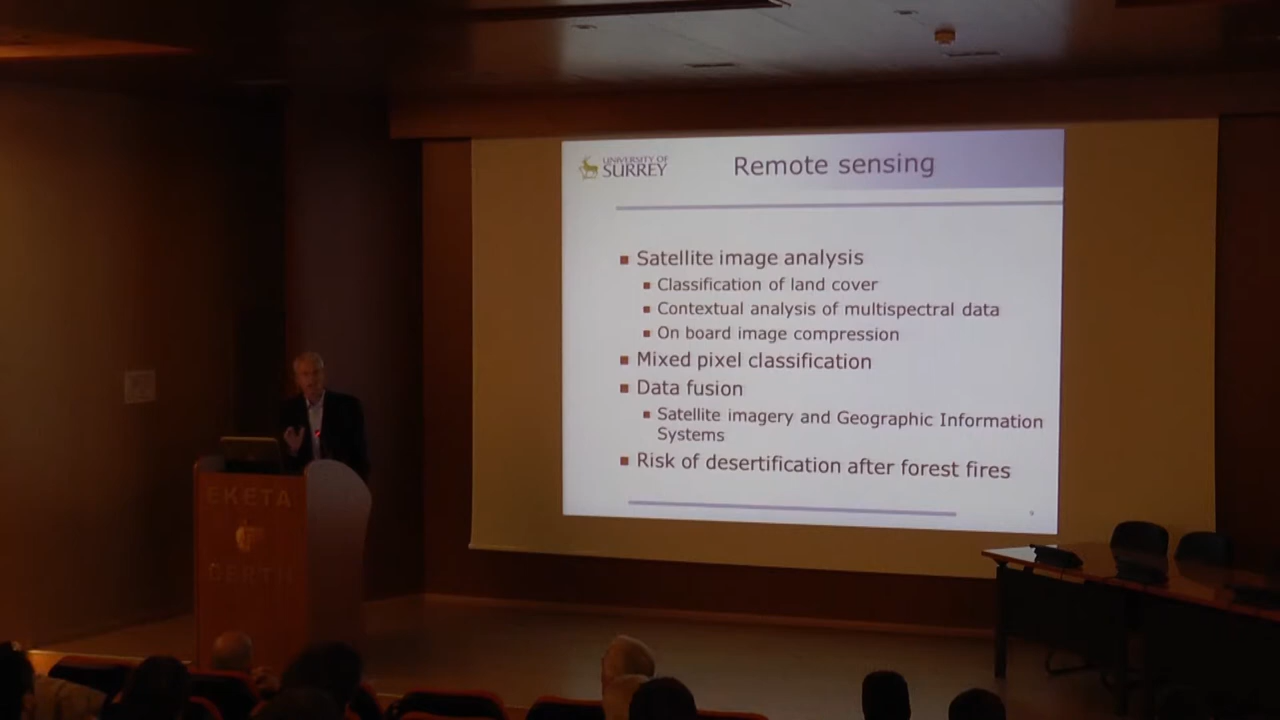 UNIVERSITY OF
SURREY
Remote sensing
Satellite image analysis
Classification of land cover
Contextual analysis of multispectral data
On board image compression
Mixed pixel classification
Data fusion
Satellite imagery and Geographic Information
Systems
Risk of desertification after forest fires
EKETA
CERTH